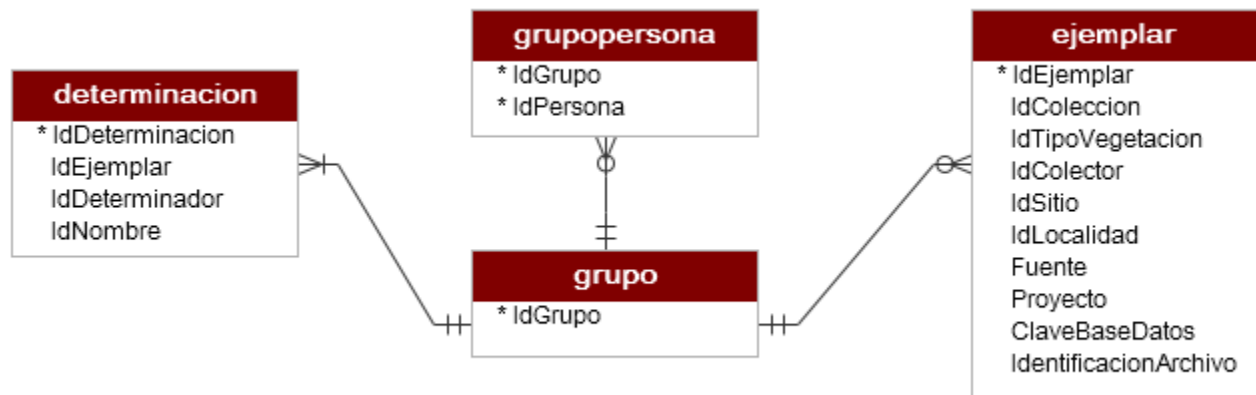 determinacion
* IdDeterminacion
IdEjemplar
IdDeterminador
IdNombre
grupopersona
* IdGrupo
* IdPersona
grupo
* IdGrupo
ejemplar
* IdEjemplar
IdColeccion
IdTipoVegetacion
IdColector
IdSitio
IdLocalidad
Fuente
Proyecto
ClaveBaseDatos
IdentificacionArchivo